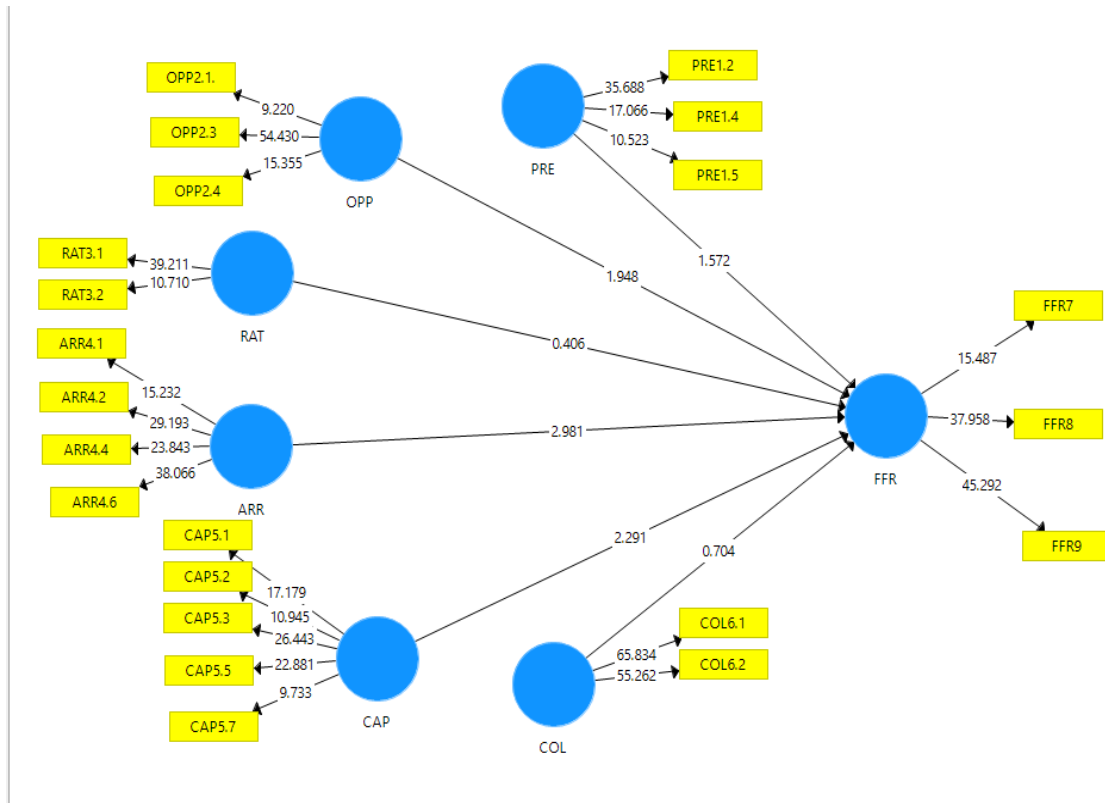 OPP2.1.
OPP2.3
OPP2.4
9.220
54.430
15.355
OPP
PRE1.2
PRE1.4
PRE1.5
35.688
17.066
10.523
PRE
RAT3.1
RAT3.2
39.211
10.710
RAT
ARR4.1
ARR4.2
ARR4.4
ARR4.6
15.232
29.193
23.843
38.066
ARR
CAP5.1
CAP5.2
CAP5.3
CAP5.5
CAP5.7
17.179
10.945
26.443
22.881
9.733
CAP
COL6.1
COL6.2
65.834
55.262
COL
1.572
1.948
0.406
2.981
2.291
0.704
FFR
15.487
37.958
45.292
FFR7
FFR8
FFR9